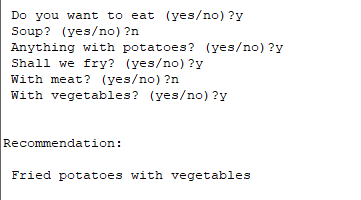 Do you want to eat (yes/no)?y
Soup? (yes/no)?n
Anything with potatoes? (yes/no)?y
Shall we fry? (yes/no)?y
With meat? (yes/no)?n
With vegetables? (yes/no)?y
Recommendation:
Fried potatoes with vegetables